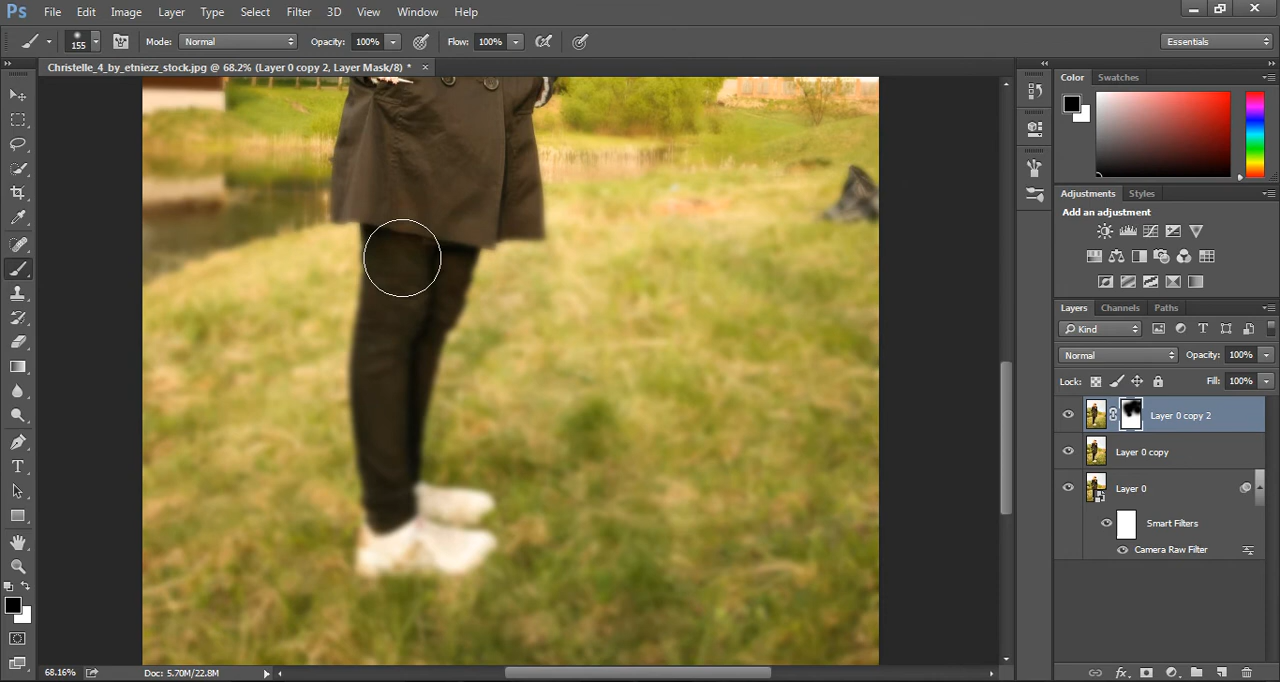 Ps File Edit Image Layer Type Select Filter 3D View Window Help
155 Mode: Normal Opacity: 100% Flow: 100% Essentials
Christelle_4_by_etniezz_stock.jpg @ 68.2% (Layer 0 copy 2, Layer Mask/8) * ×
Color Swatches
Adjustments Styles
Add an adjustment
Layers Channels Paths
Kind
Normal Opacity: 100%
Lock: Fill: 100%
Layer 0 copy 2
Layer 0 copy
Layer 0
Smart Filters
Camera Raw Filter
68.16% Doc: 5.70M/22.8M